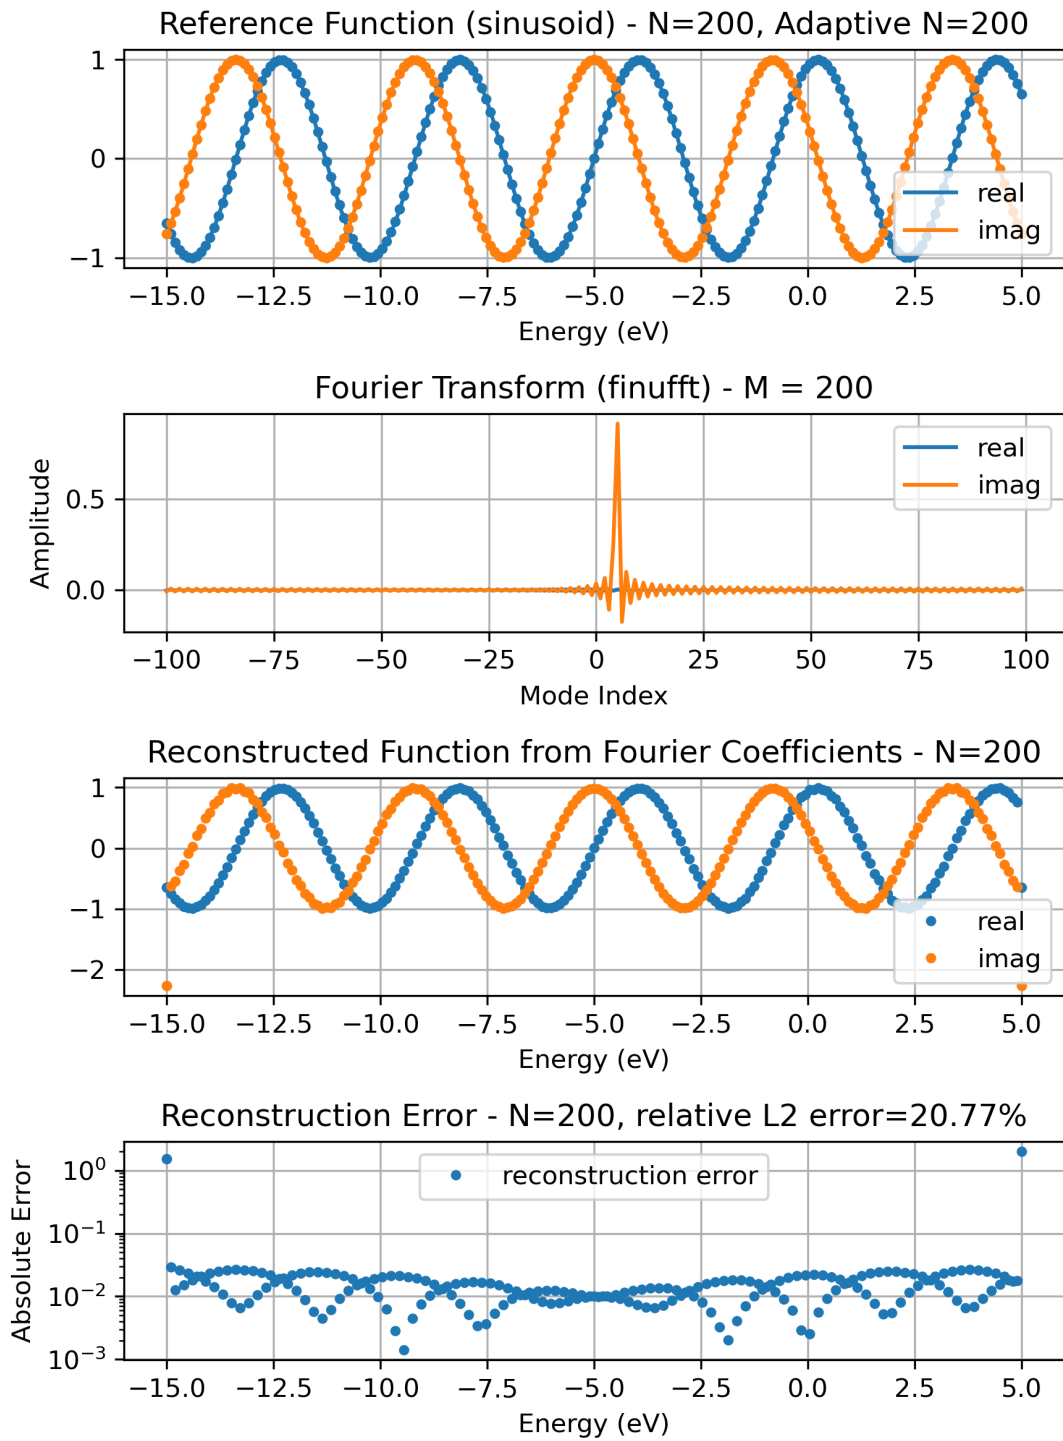 Reference Function (sinusoid) - N=200, Adaptive N=200
1
0
−1
real
imag
−15.0 −12.5 −10.0 −7.5 −5.0 −2.5 0.0 2.5 5.0
Energy (eV)
Fourier Transform (finufft) - M = 200
Amplitude
0.5
0.0
real
imag
−100 −75 −50 −25 0 25 50 75 100
Mode Index
Reconstructed Function from Fourier Coefficients - N=200
1
0
−1
−2
real
imag
−15.0 −12.5 −10.0 −7.5 −5.0 −2.5 0.0 2.5 5.0
Energy (eV)
Reconstruction Error - N=200, relative L2 error=20.77%
Absolute Error
10⁰
10⁻¹
10⁻²
10⁻³
reconstruction error
−15.0 −12.5 −10.0 −7.5 −5.0 −2.5 0.0 2.5 5.0
Energy (eV)